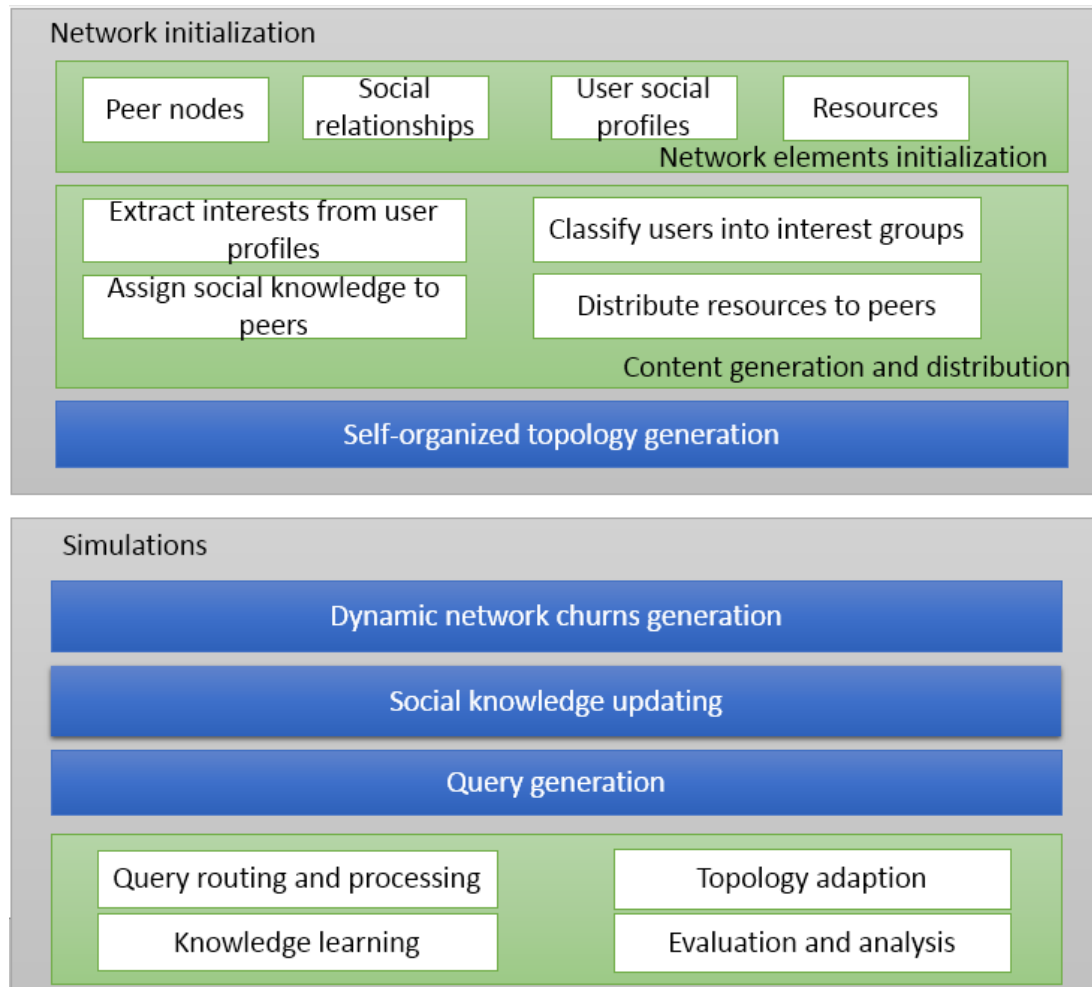 Network initialization
Peer nodes
Social
relationships
User social
profiles
Resources
Network elements initialization
Extract interests from user
profiles
Classify users into interest groups
Assign social knowledge to
peers
Distribute resources to peers
Content generation and distribution
Self-organized topology generation
Simulations
Dynamic network churns generation
Social knowledge updating
Query generation
Query routing and processing
Topology adaption
Knowledge learning
Evaluation and analysis